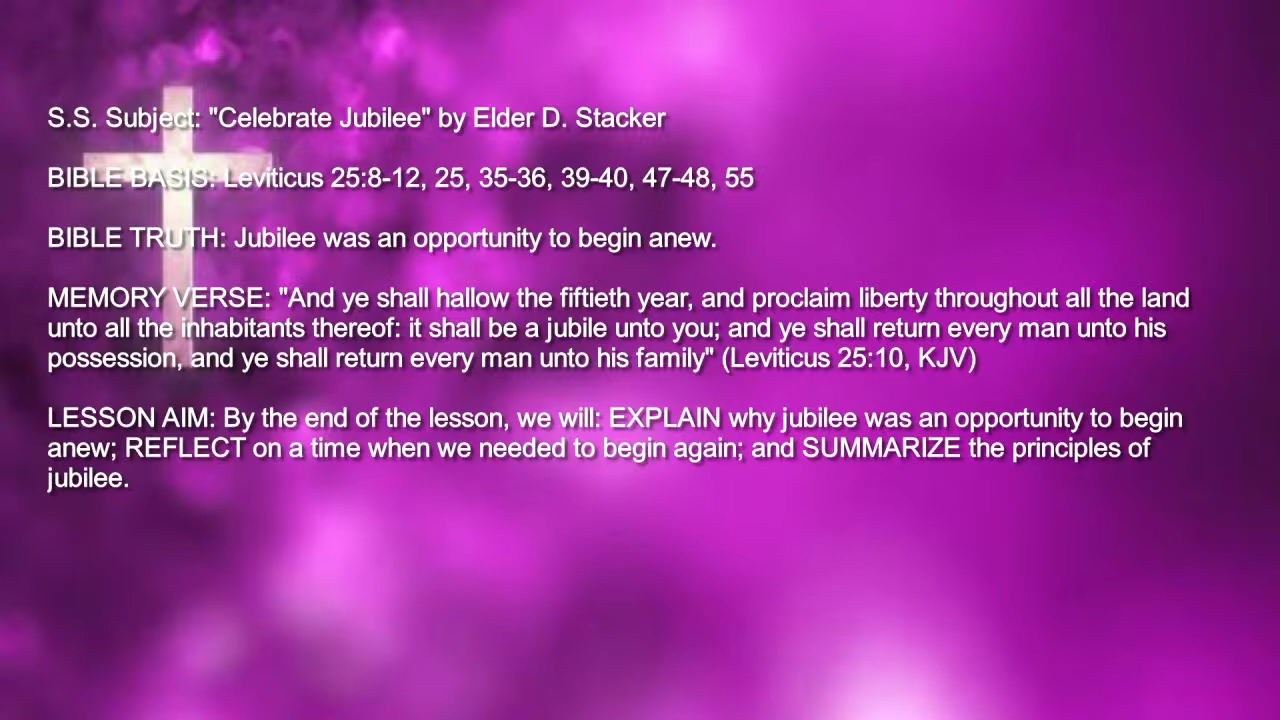 S.S. Subject: "Celebrate Jubilee" by Elder D. Stacker
BIBLE BASIS: Leviticus 25:8-12, 25, 35-36, 39-40, 47-48, 55
BIBLE TRUTH: Jubilee was an opportunity to begin anew.
MEMORY VERSE: "And ye shall hallow the fiftieth year, and proclaim liberty throughout all the land
unto all the inhabitants thereof: it shall be a jubile unto you; and ye shall return every man unto his
possession, and ye shall return every man unto his family" (Leviticus 25:10, KJV)
LESSON AIM: By the end of the lesson, we will: EXPLAIN why jubilee was an opportunity to begin
anew; REFLECT on a time when we needed to begin again; and SUMMARIZE the principles of
jubilee.